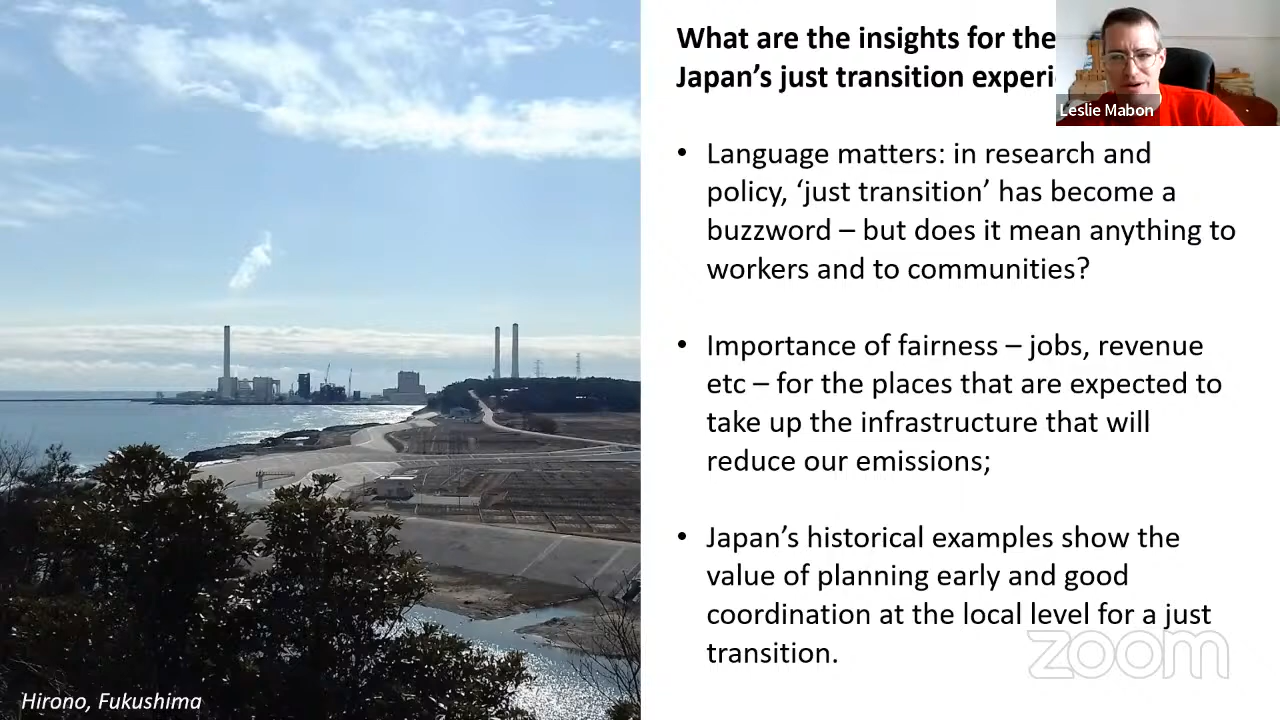 What are the insights for the
Japan’s just transition experi
Leslie Mabon
• Language matters: in research and
policy, ‘just transition’ has become a
buzzword – but does it mean anything to
workers and to communities?
• Importance of fairness – jobs, revenue
etc – for the places that are expected to
take up the infrastructure that will
reduce our emissions;
• Japan’s historical examples show the
value of planning early and good
coordination at the local level for a just
transition.
zoom
Hirono, Fukushima